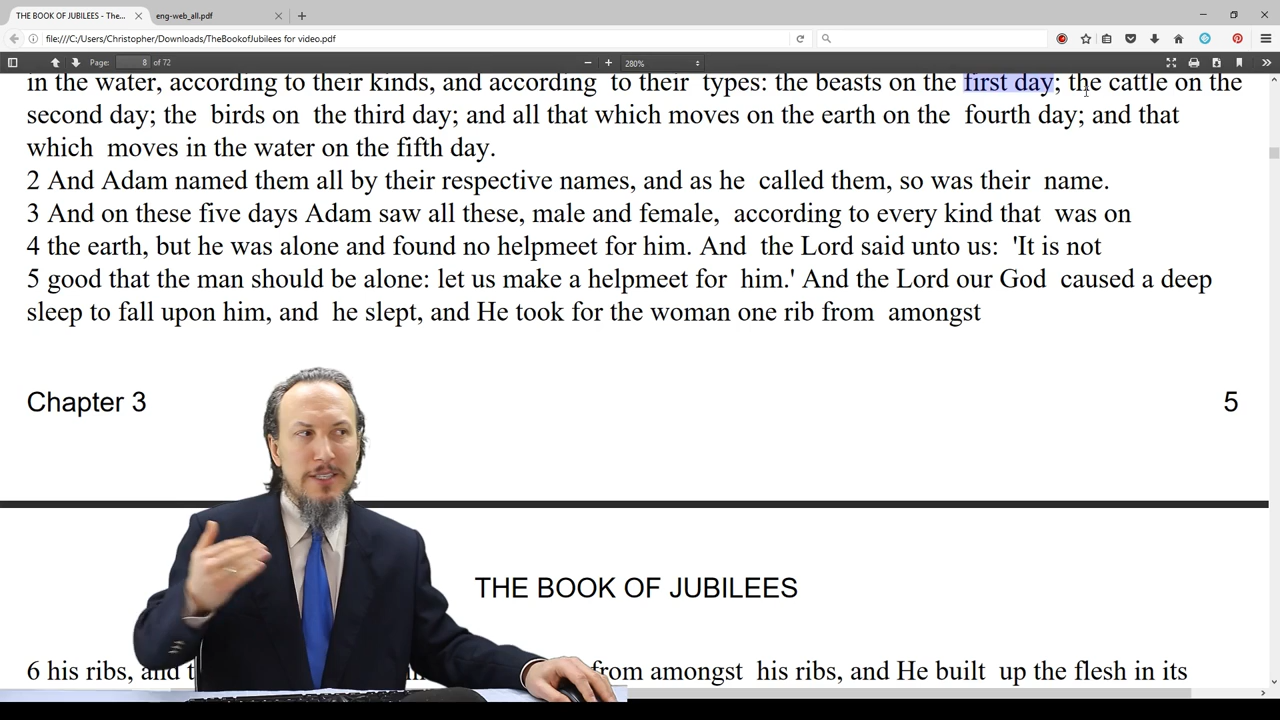 THE BOOK OF JUBILEES - The...
eng-web_all.pdf
file:///C:/Users/Christopher/Downloads/TheBookofJubilees for video.pdf
Page: 8 of 72
280%
in the water, according to their kinds, and according to their types: the beasts on the first day; the cattle on the
second day; the birds on the third day; and all that which moves on the earth on the fourth day; and that
which moves in the water on the fifth day.
2 And Adam named them all by their respective names, and as he called them, so was their name.
3 And on these five days Adam saw all these, male and female, according to every kind that was on
4 the earth, but he was alone and found no helpmeet for him. And the Lord said unto us: 'It is not
5 good that the man should be alone: let us make a helpmeet for him.' And the Lord our God caused a deep
sleep to fall upon him, and he slept, and He took for the woman one rib from amongst
Chapter 3 5
THE BOOK OF JUBILEES
6 his ribs, and from amongst his ribs, and He built up the flesh in its